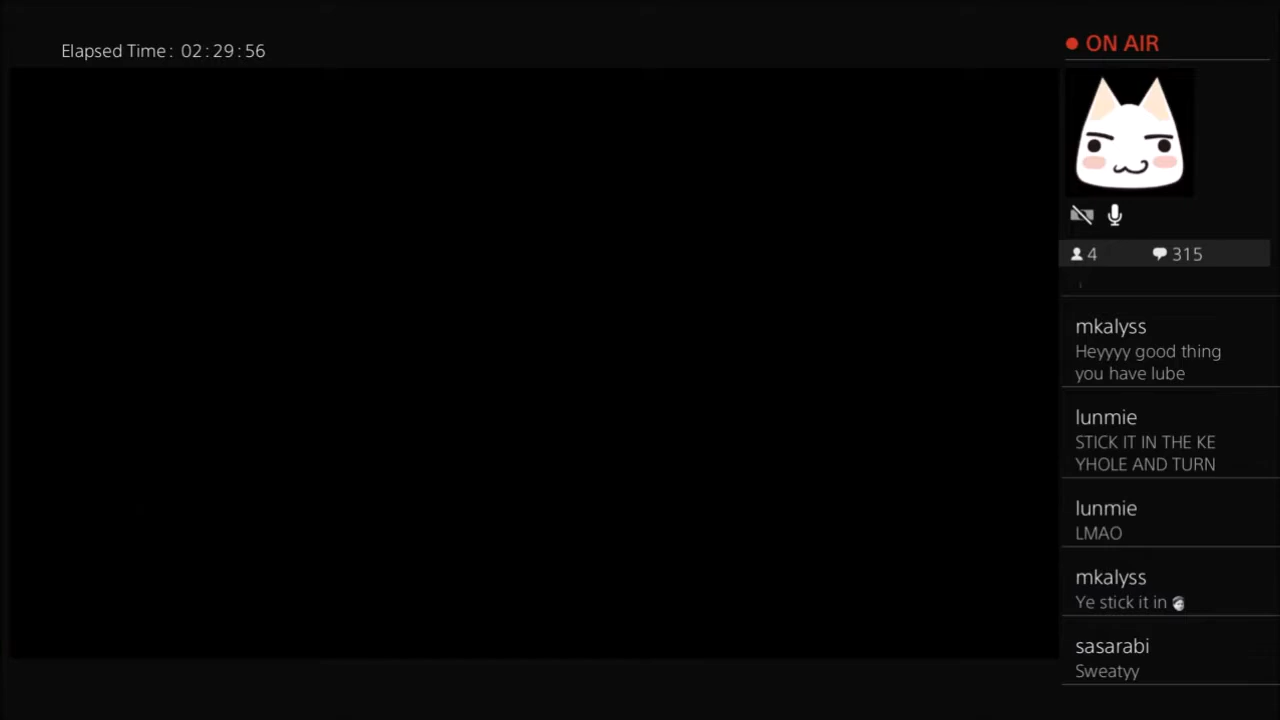 Elapsed Time: 02:29:56
ON AIR
4 315
mkalyss
Heyyyy good thing
you have lube
lunmie
STICK IT IN THE KE
YHOLE AND TURN
lunmie
LMAO
mkalyss
Ye stick it in
sasarabi
Sweatyy